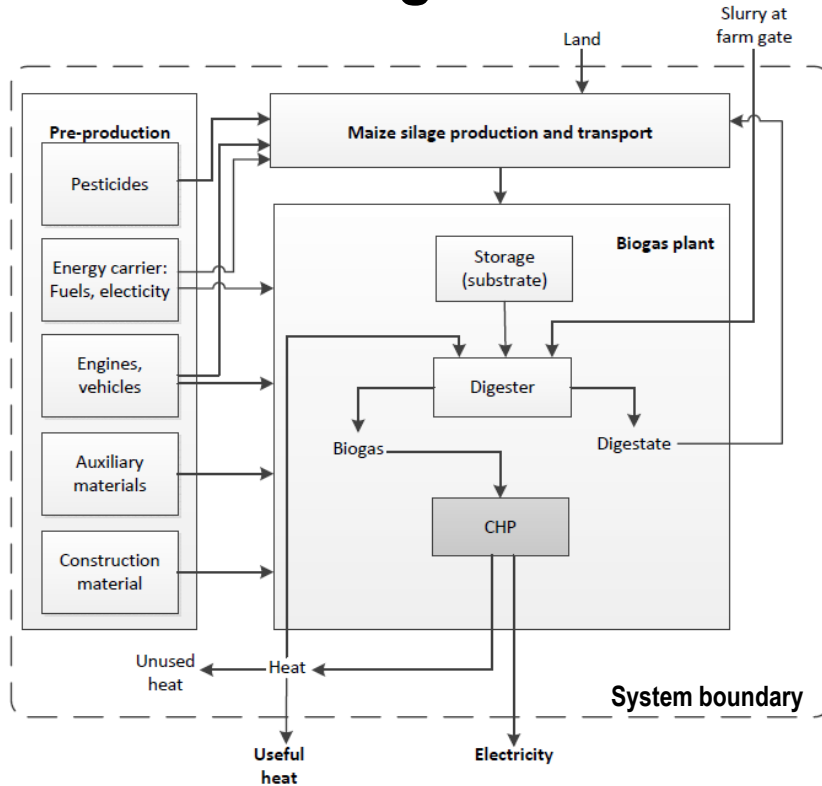 g
Slurry at
farm gate
Land
Pre-production
Maize silage production and transport
Pesticides
Energy carrier:
Fuels, electicity
Engines,
vehicles
Auxiliary
materials
Construction
material
Biogas plant
Storage
(substrate)
Digester
Biogas
Digestate
CHP
Unused
heat
Heat
System boundary
Useful
heat
Electricity